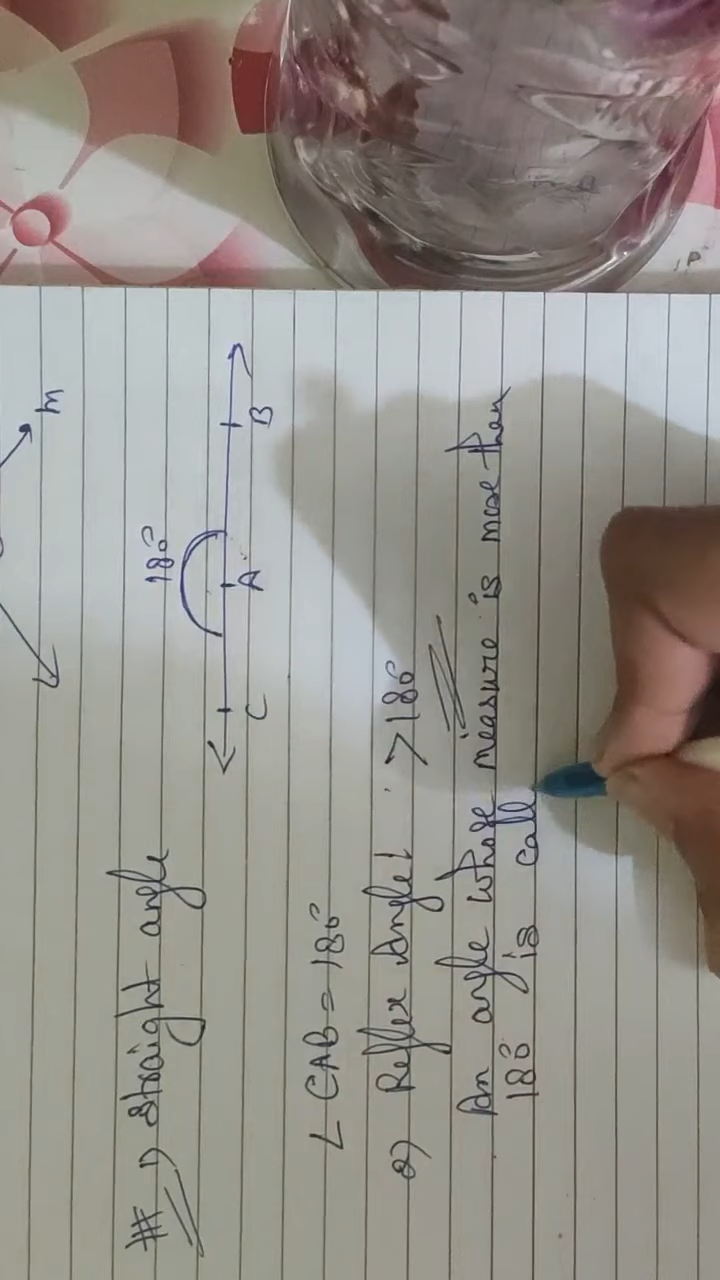 m
# 1) Straight angle
180°
C A B
∠ CAB = 180°
2) Reflex Angle! >180°
An angle whose measure is more then
180° is call